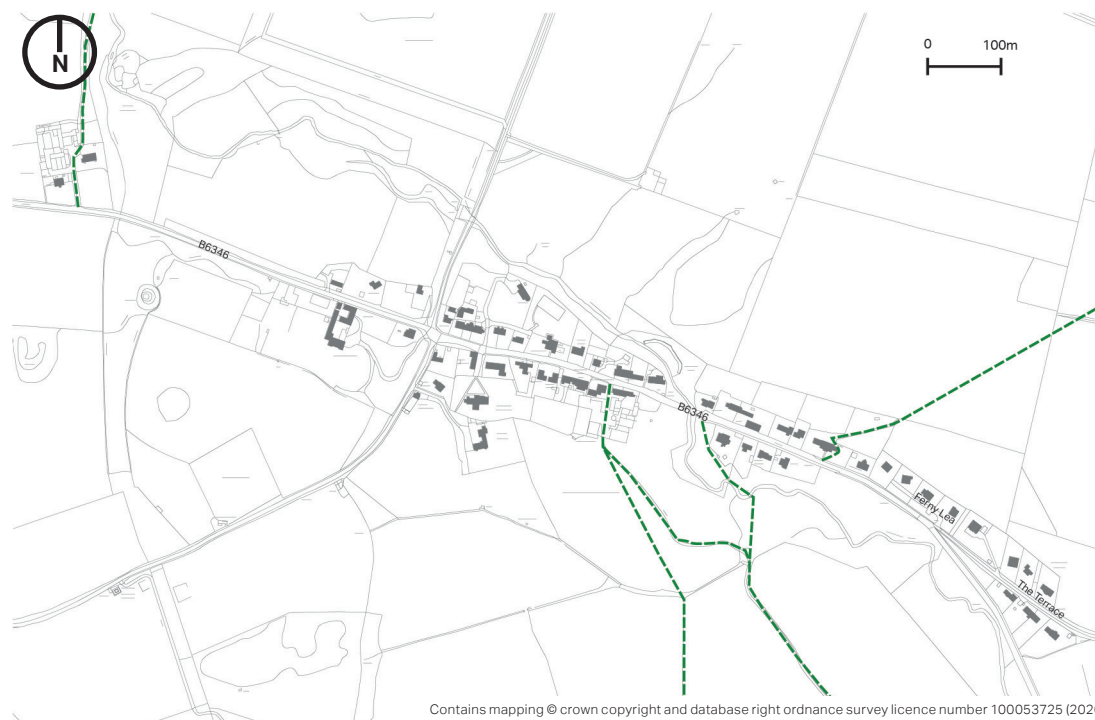 N
0 100m
B6346
B6346
Ferny Lea
The Terrace
Contains mapping © crown copyright and database right ordnance survey licence number 100053725 (202